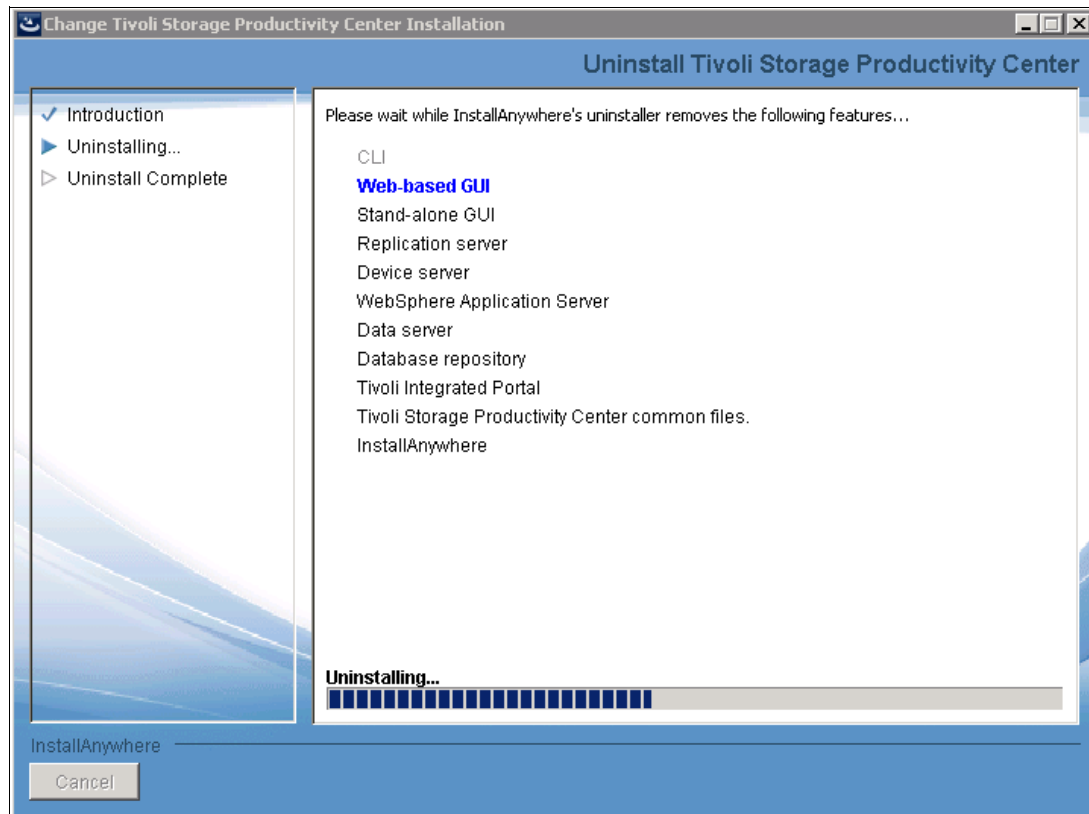 Change Tivoli Storage Productivity Center Installation
Uninstall Tivoli Storage Productivity Center
Introduction
Uninstalling...
Uninstall Complete
Please wait while InstallAnywhere's uninstaller removes the following features...
CLI
Web-based GUI
Stand-alone GUI
Replication server
Device server
WebSphere Application Server
Data server
Database repository
Tivoli Integrated Portal
Tivoli Storage Productivity Center common files.
InstallAnywhere
Uninstalling...
InstallAnywhere
Cancel